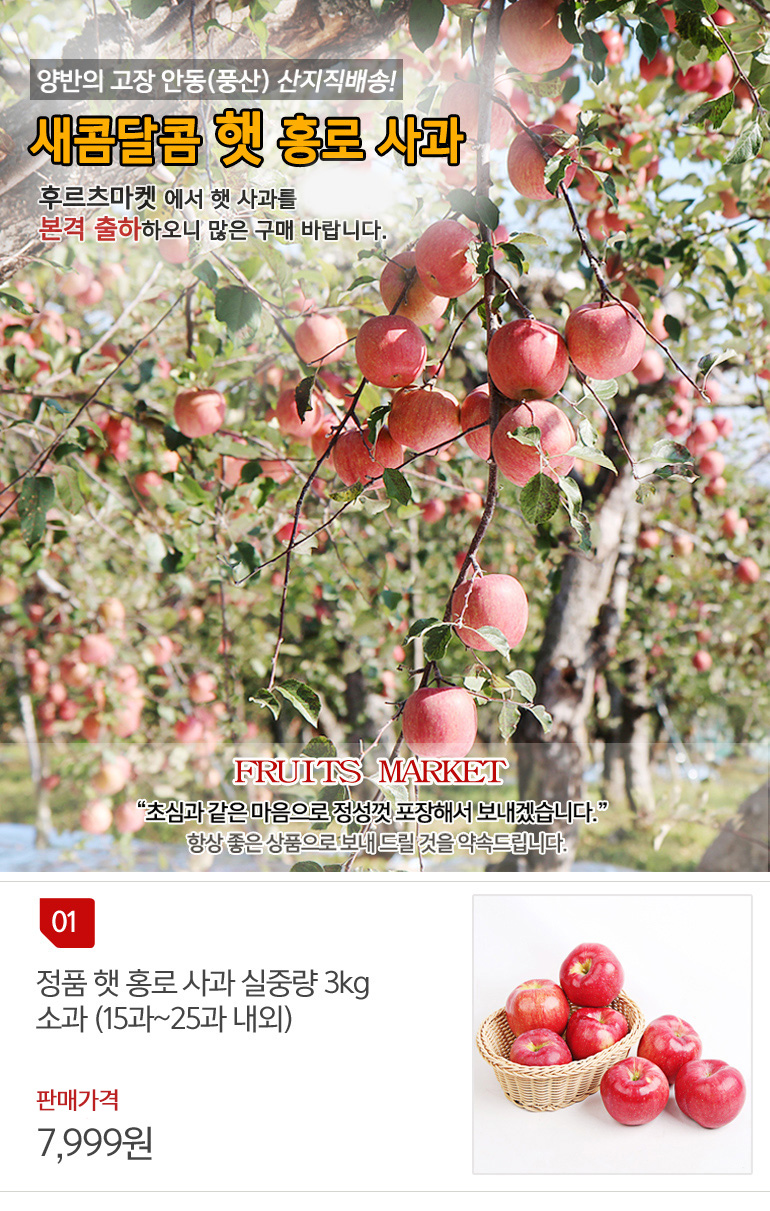 양반의 고장 안동(풍산) 산지직배송!
새콤달콤 햇 홍로 사과
후르츠마켓 에서 햇 사과를
본격 출하하오니 많은 구매 바랍니다.
FRUITS MARKET
“초심과 같은 마음으로 정성껏 포장해서 보내겠습니다.”
항상 좋은 상품으로 보내 드릴 것을 약속드립니다.
01
정품 햇 홍로 사과 실중량 3kg
소과 (15과~25과 내외)
판매가격
7,999원